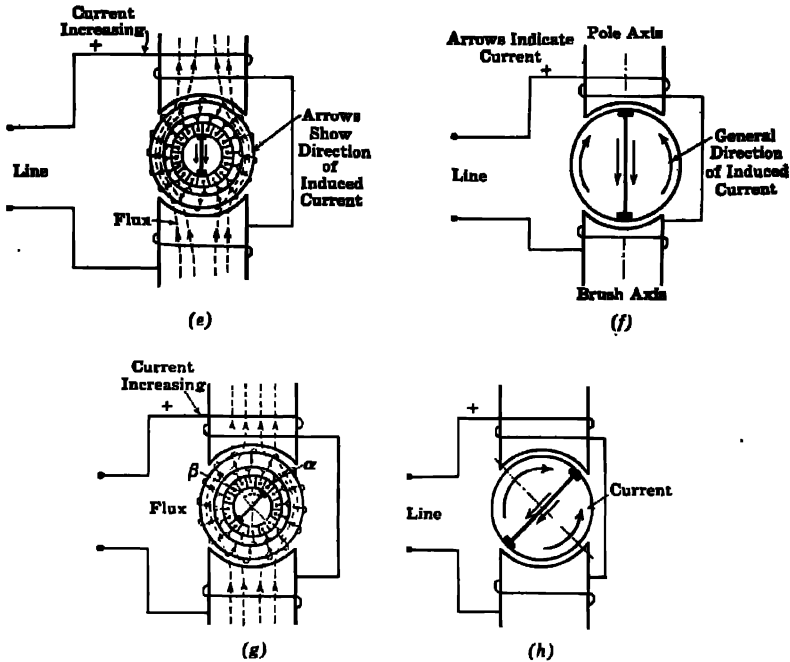 Current
Increasing
+
Arrows
Show
Direction
of
Induced
Current
Line
Flux
(e)
Arrows Indicate
Current
+
Pole Axis
General
Direction
of Induced
Current
Line
Brush Axis
(f)
Current
Increasing
+
β
α
Flux
(g)
+
Current
Line
(h)